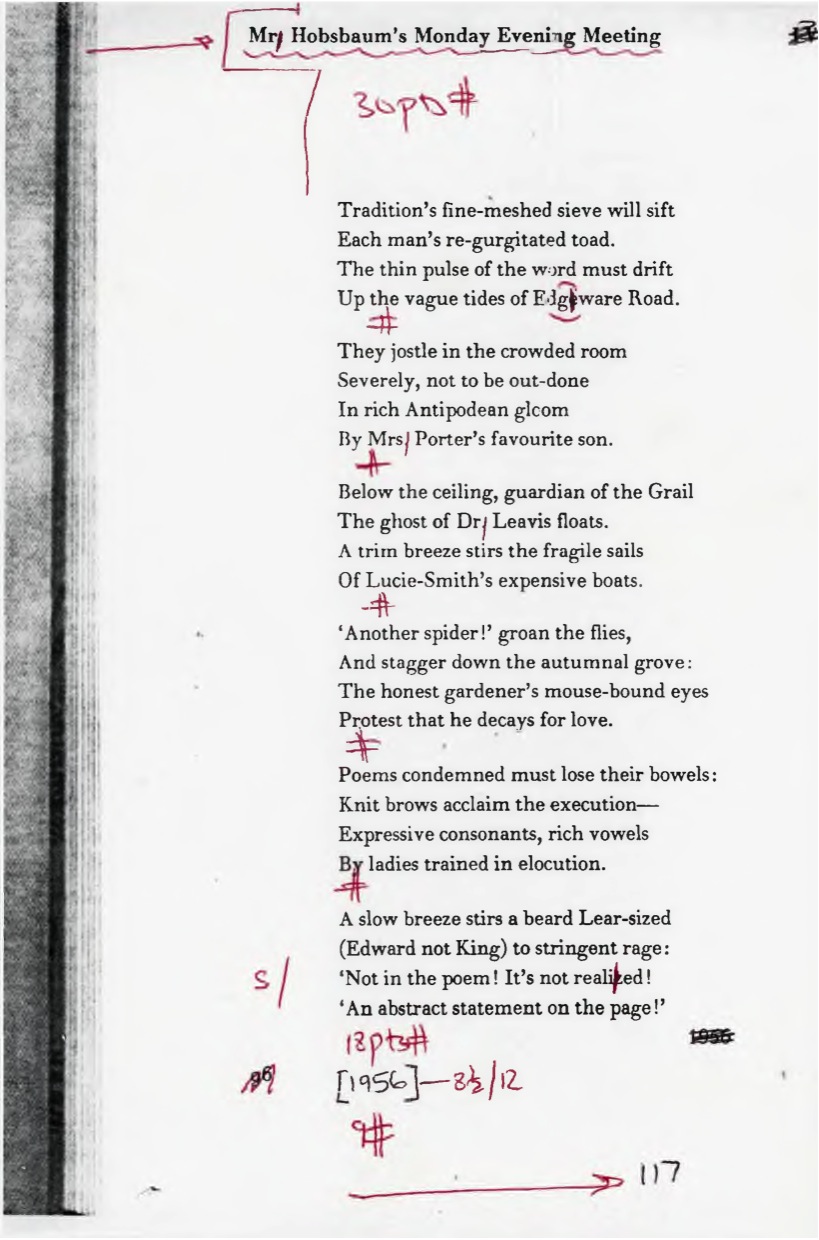 Mr. Hobsbaum's Monday Evening Meeting
30pts #
Tradition's fine-meshed sieve will sift
Each man's re-gurgitated toad.
The thin pulse of the word must drift
Up the vague tides of Edgeware Road.
#
They jostle in the crowded room
Severely, not to be out-done
In rich Antipodean gloom
By Mrs. Porter's favourite son.
#
Below the ceiling, guardian of the Grail
The ghost of Dr. Leavis floats.
A trim breeze stirs the fragile sails
Of Lucie-Smith's expensive boats.
#
‘Another spider!’ groan the flies,
And stagger down the autumnal grove:
The honest gardener's mouse-bound eyes
Protest that he decays for love.
#
Poems condemned must lose their bowels:
Knit brows acclaim the execution—
Expressive consonants, rich vowels
By ladies trained in elocution.
#
A slow breeze stirs a beard Lear-sized
(Edward not King) to stringent rage:
s/ ‘Not in the poem! It's not realized!
‘An abstract statement on the page!’
18pts# 1956
96 [1956]—8½/12
9#
117